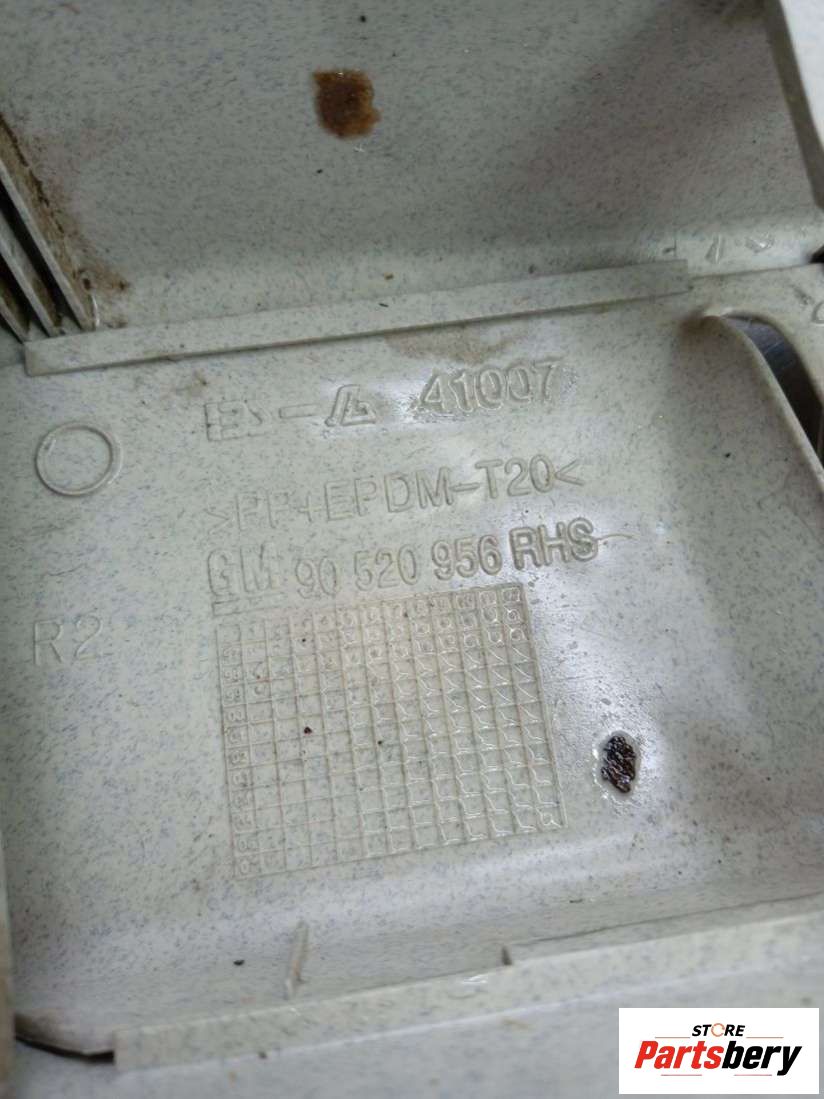 41007
>PP+EPDM-T20<
GM 90 520 956 RHS
R2
STORE
Partsbery